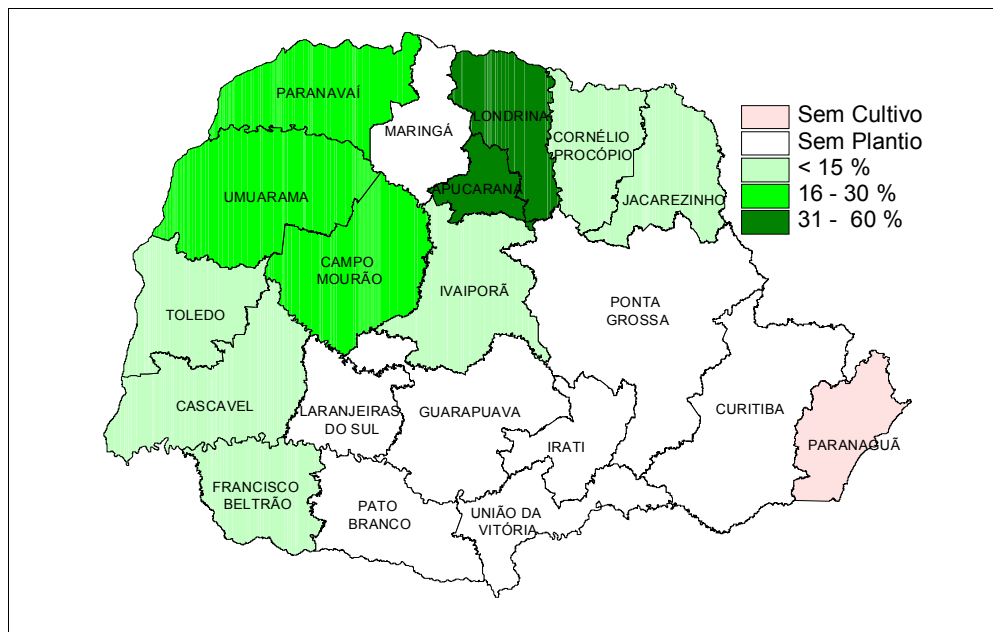 PARANAVAÍ
MARINGÁ
LONDRINA
CORNÉLIO
PROCÓPIO
JACAREZINHO
APUCARANA
UMUARAMA
CAMPO
MOURÃO
IVAIPORÃ
TOLEDO
CASCAVEL
LARANJEIRAS
DO SUL
GUARAPUAVA
PONTA
GROSSA
CURITIBA
PARANAGUÃ
IRATI
FRANCISCO
BELTRÃO
PATO
BRANCO
UNIÃO DA
VITÓRIA
Sem Cultivo
Sem Plantio
< 15 %
16 - 30 %
31 - 60 %